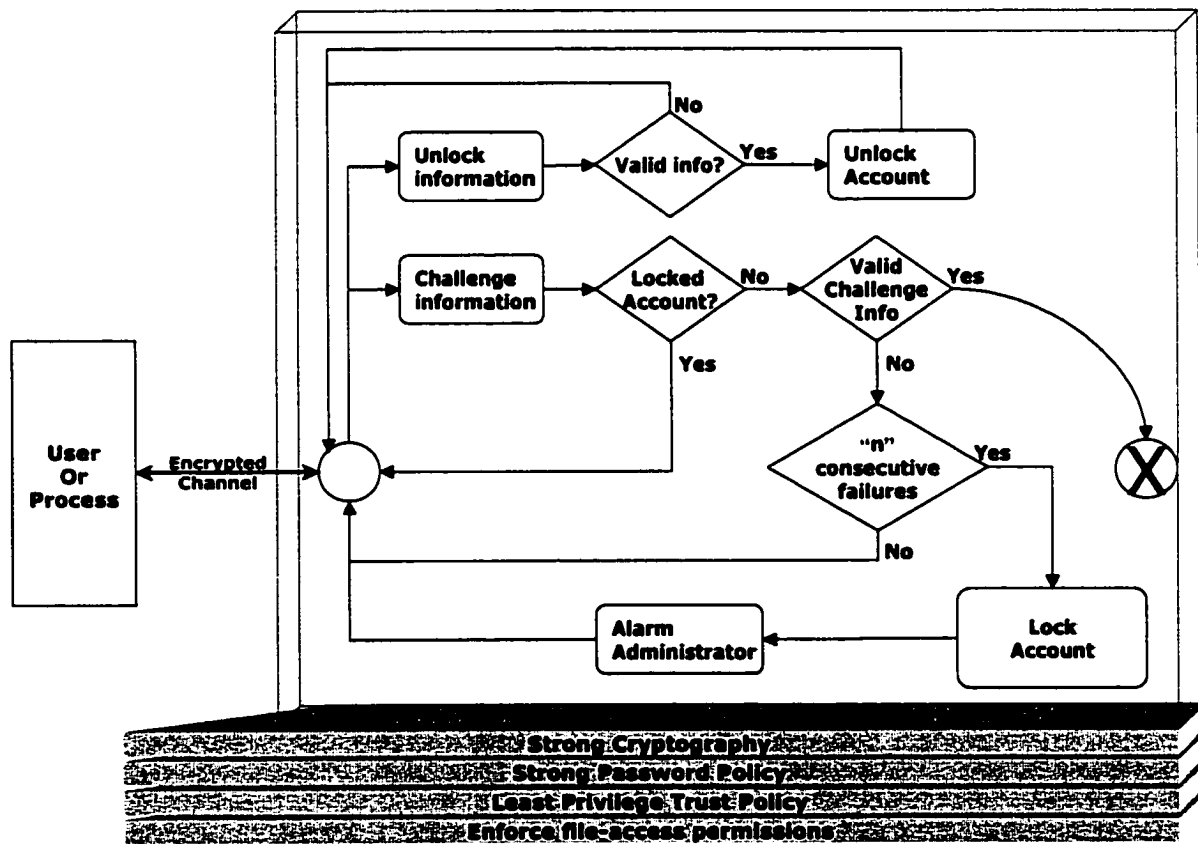 No
Unlock
information
Valid info?
Yes
Unlock
Account
Challenge
information
Locked
Account?
No
Valid
Challenge
Info
Yes
Yes
No
User
Or
Process
Encrypted
Channel
"n"
consecutive
failures
Yes
X
No
Alarm
Administrator
Lock
Account
Strong Cryptography
Strong Password Policy
Least Privilege Trust Policy
Enforce file-access permissions